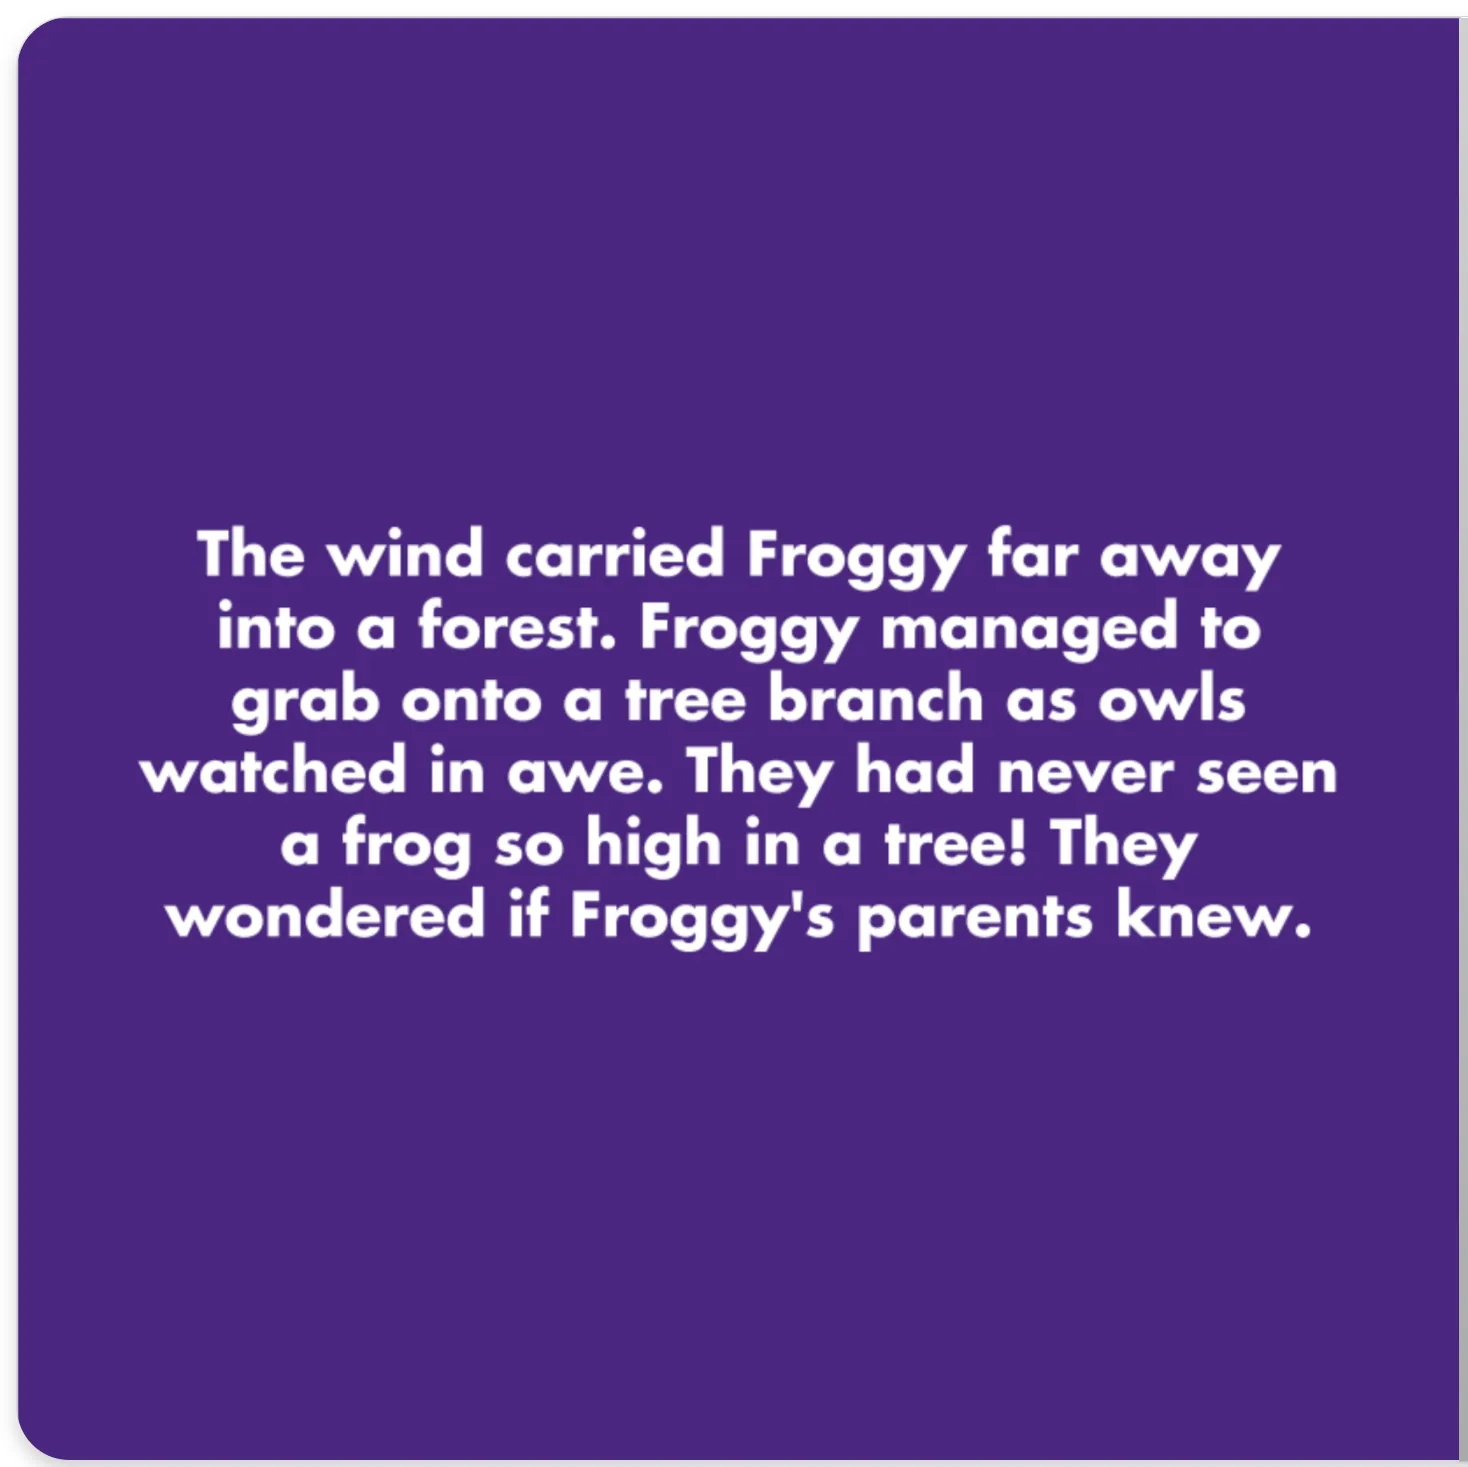 The wind carried Froggy far away
into a forest. Froggy managed to
grab onto a tree branch as owls
watched in awe. They had never seen
a frog so high in a tree! They
wondered if Froggy's parents knew.